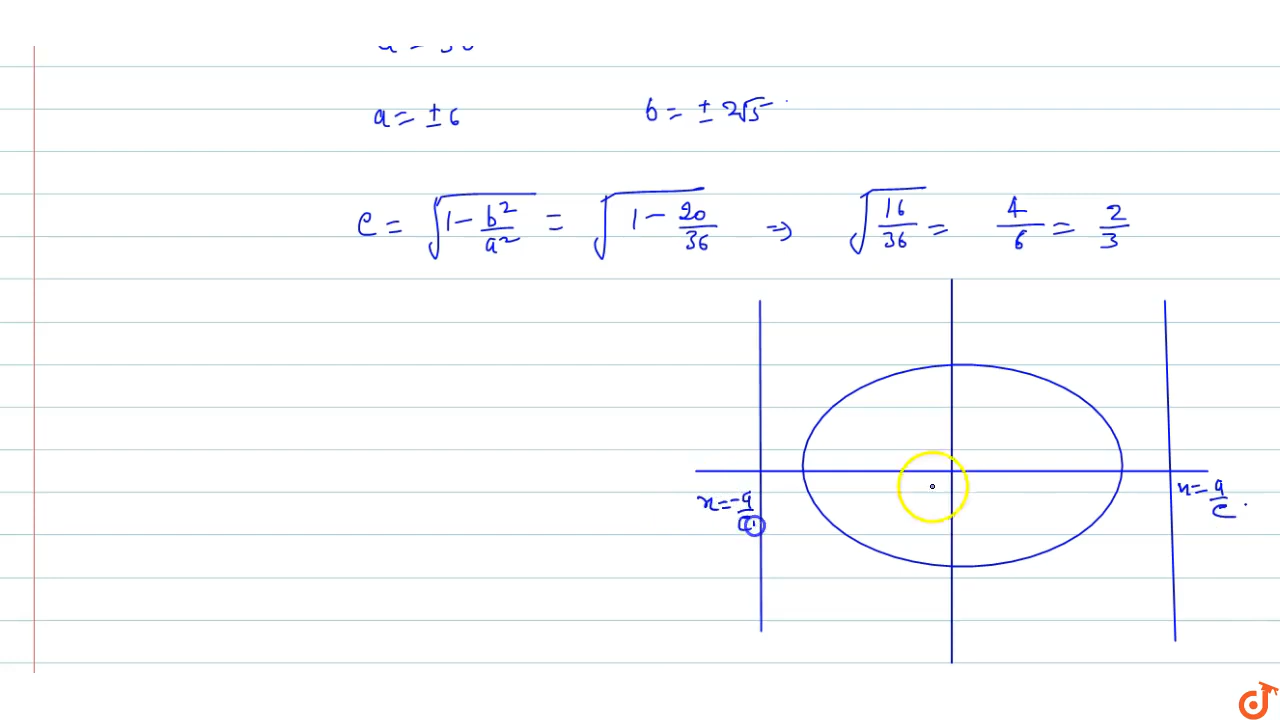 a = ±6 b = ±2√5
e = √(1 - b²/a²) = √(1 - 20/36) ⇒ √(16/36) = 4/6 = 2/3
x = -a/e x = a/e